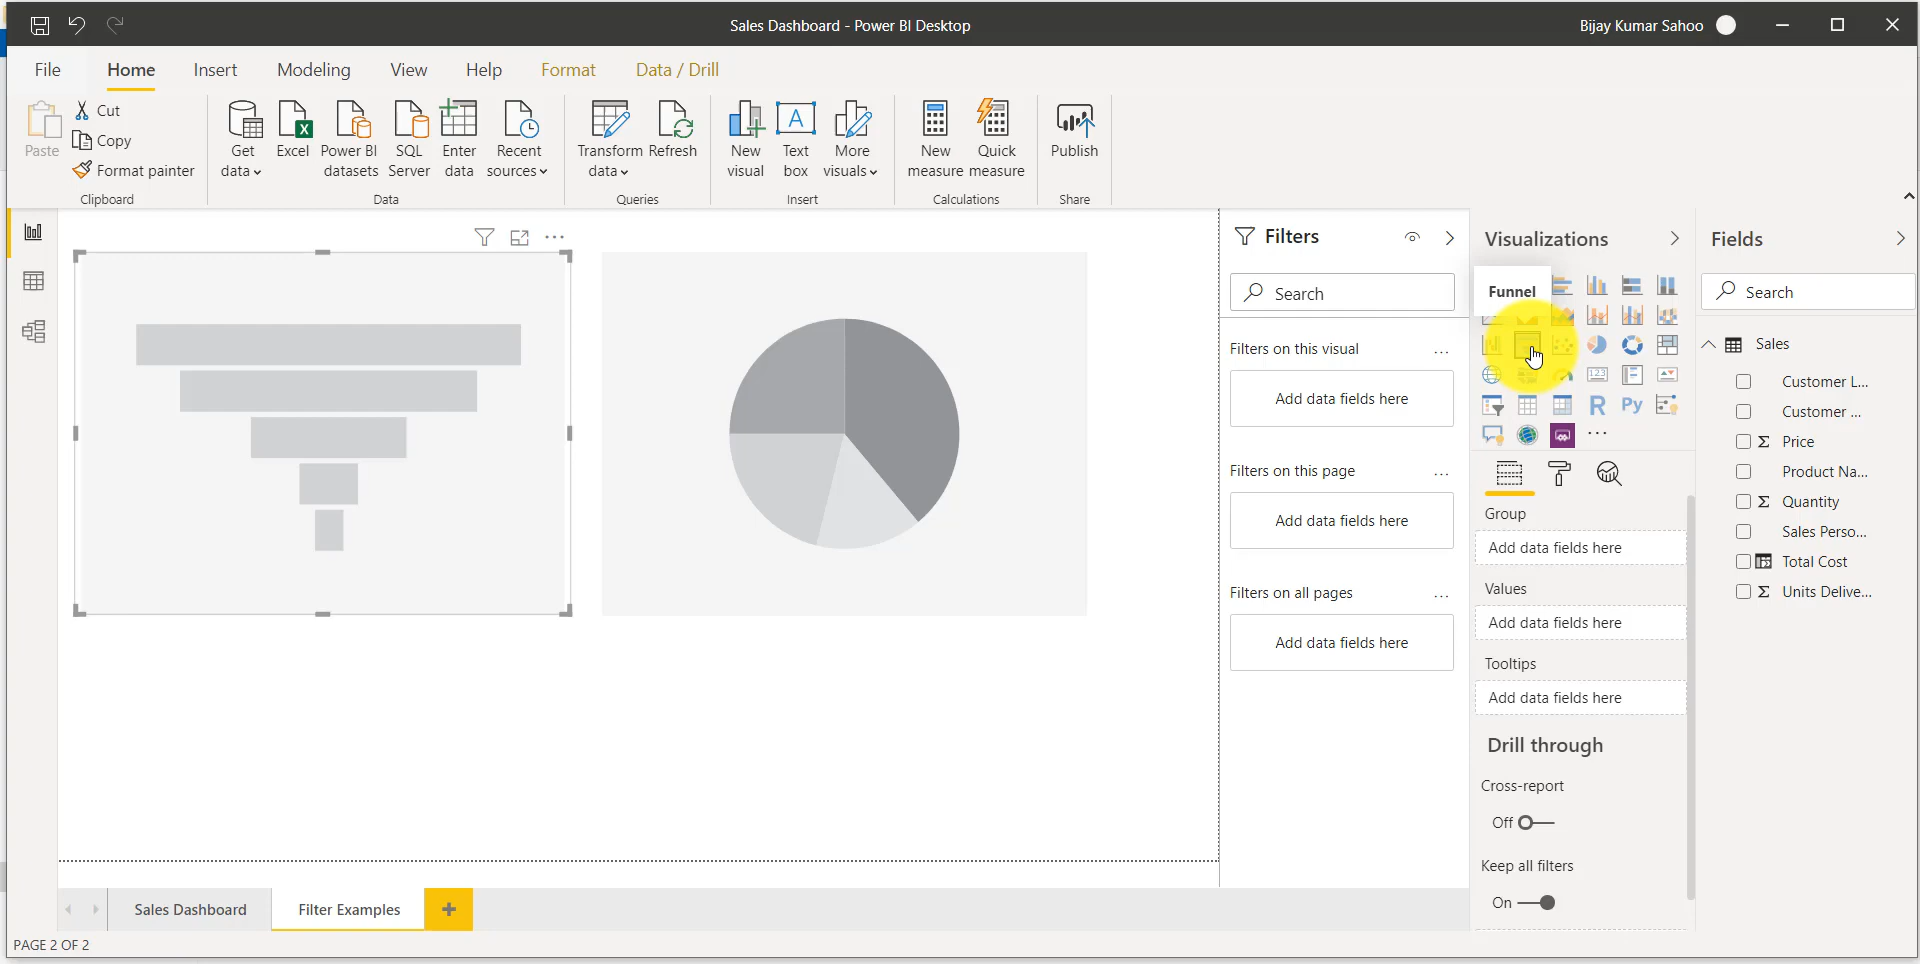 Sales Dashboard - Power BI Desktop
Bijay Kumar Sahoo
File Home Insert Modeling View Help Format Data / Drill
Paste
Cut
Copy
Format painter
Clipboard
Get data
Excel
Power BI datasets
SQL Server
Enter data
Recent sources
Data
Transform data
Refresh
Queries
New visual
Text box
More visuals
Insert
New measure
Quick measure
Calculations
Publish
Share
Filters
Search
Filters on this visual ...
Add data fields here
Filters on this page ...
Add data fields here
Filters on all pages ...
Add data fields here
Visualizations
Funnel
123
R
Py
Group
Add data fields here
Values
Add data fields here
Tooltips
Add data fields here
Drill through
Cross-report
Off
Keep all filters
On
Fields
Search
Sales
Customer L...
Customer ...
Σ Price
Product Na...
Σ Quantity
Sales Perso...
Total Cost
Σ Units Delive...
Sales Dashboard
Filter Examples
+
PAGE 2 OF 2